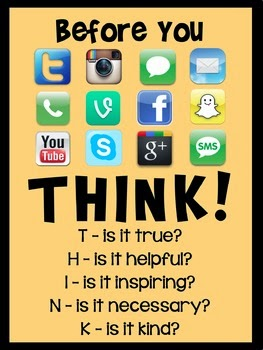 Before You
You
Tube
g+
SMS
THINK!
T - is it true?
H - is it helpful?
I - is it inspiring?
N - is it necessary?
K - is it kind?